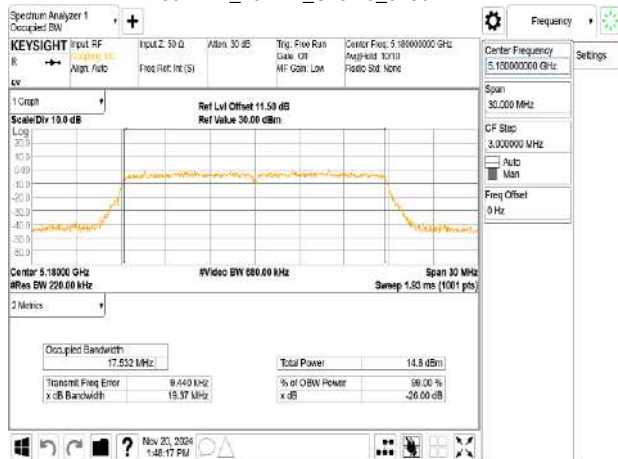 Spectrum Analyzer 1
Occupied BW
+
Frequency
KEYSIGHT
Input: RF
Coupling: DC
Align: Auto
Input Z: 50 Ω
Freq Ref: Int (S)
Atten: 30 dB
Trig: Free Run
Gate: Off
#IF Gain: Low
Center Freq: 5.180000000 GHz
Avg|Hold: 10/10
Radio Std: None
Center Frequency
5.180000000 GHz
Settings
Span
30.000 MHz
CF Step
3.000000 MHz
Auto
Man
Freq Offset
0 Hz
1 Graph
Scale/Div 10.0 dB
Ref Lvl Offset 11.50 dB
Ref Value 30.00 dBm
Log
20.0
10.0
0.00
-10.0
-20.0
-30.0
-40.0
-50.0
-60.0
Center 5.18000 GHz
#Res BW 220.00 kHz
#Video BW 680.00 kHz
Span 30 MHz
Sweep 1.93 ms (1001 pts)
2 Metrics
Occupied Bandwidth
17.532 MHz
Total Power
14.8 dBm
Transmit Freq Error
9.440 kHz
% of OBW Power
99.00 %
x dB Bandwidth
19.37 MHz
x dB
-26.00 dB
?
Nov 20, 2024
1:48:17 PM